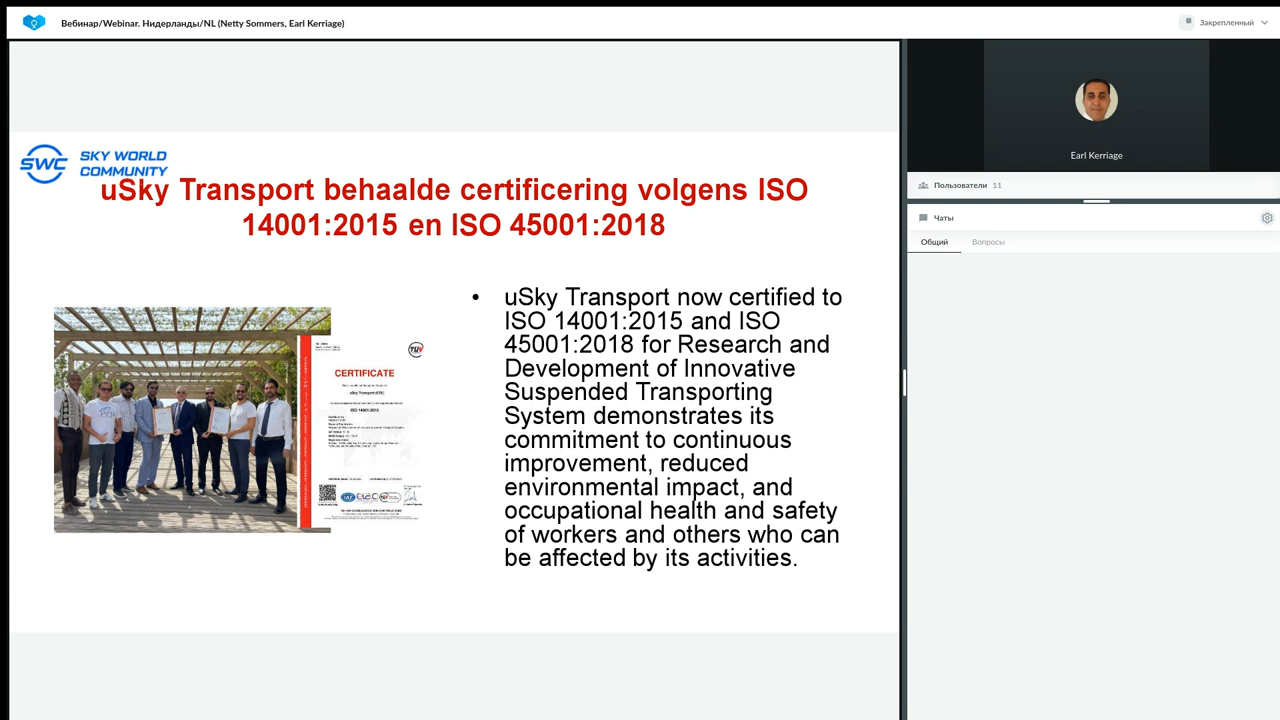 Вебинар/Webinar. Нидерланды/NL (Netty Sommers, Earl Kerriage)
Закрепленный
SWC SKY WORLD
COMMUNITY
uSky Transport behaalde certificering volgens ISO
14001:2015 en ISO 45001:2018
TÜV
CERTIFICATE
uSky Transport (FZE)
ISO 14001:2015
• uSky Transport now certified to
ISO 14001:2015 and ISO
45001:2018 for Research and
Development of Innovative
Suspended Transporting
System demonstrates its
commitment to continuous
improvement, reduced
environmental impact, and
occupational health and safety
of workers and others who can
be affected by its activities.
Earl Kerriage
Пользователи 11
Чаты
Общий Вопросы